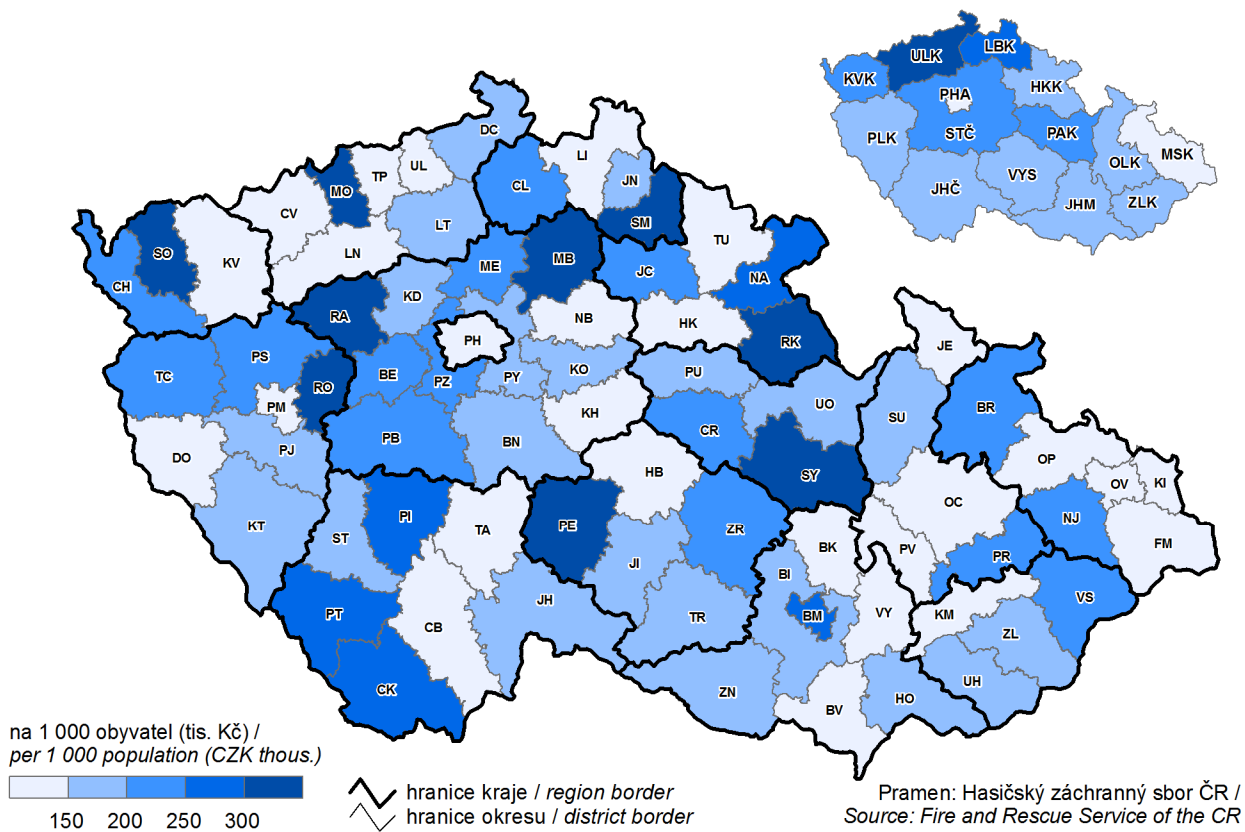 ULK
LBK
KVK
HKK
PHA
STČ
PAK
PLK
OLK
MSK
VYS
JHČ
JHM
ZLK
DC
LI
UL
TP
JN
MO
CL
CV
LT
SM
TU
SO
KV
LN
MB
ME
JC
NA
CH
KD
RA
NB
HK
PH
RK
JE
PS
TC
BE
PZ
PY
KO
PU
RO
PM
KH
UO
SU
BR
PB
CR
BN
DO
PJ
HB
SY
OP
OV
KI
OC
PI
TA
PE
KT
ST
ZR
NJ
FM
BK
PV
PR
JI
BI
JH
VS
PT
CB
TR
BM
VY
KM
ZL
CK
ZN
UH
HO
BV
na 1 000 obyvatel (tis. Kč) /
per 1 000 population (CZK thous.)
150 200 250 300
hranice kraje / region border
hranice okresu / district border
Pramen: Hasičský záchranný sbor ČR /
Source: Fire and Rescue Service of the CR